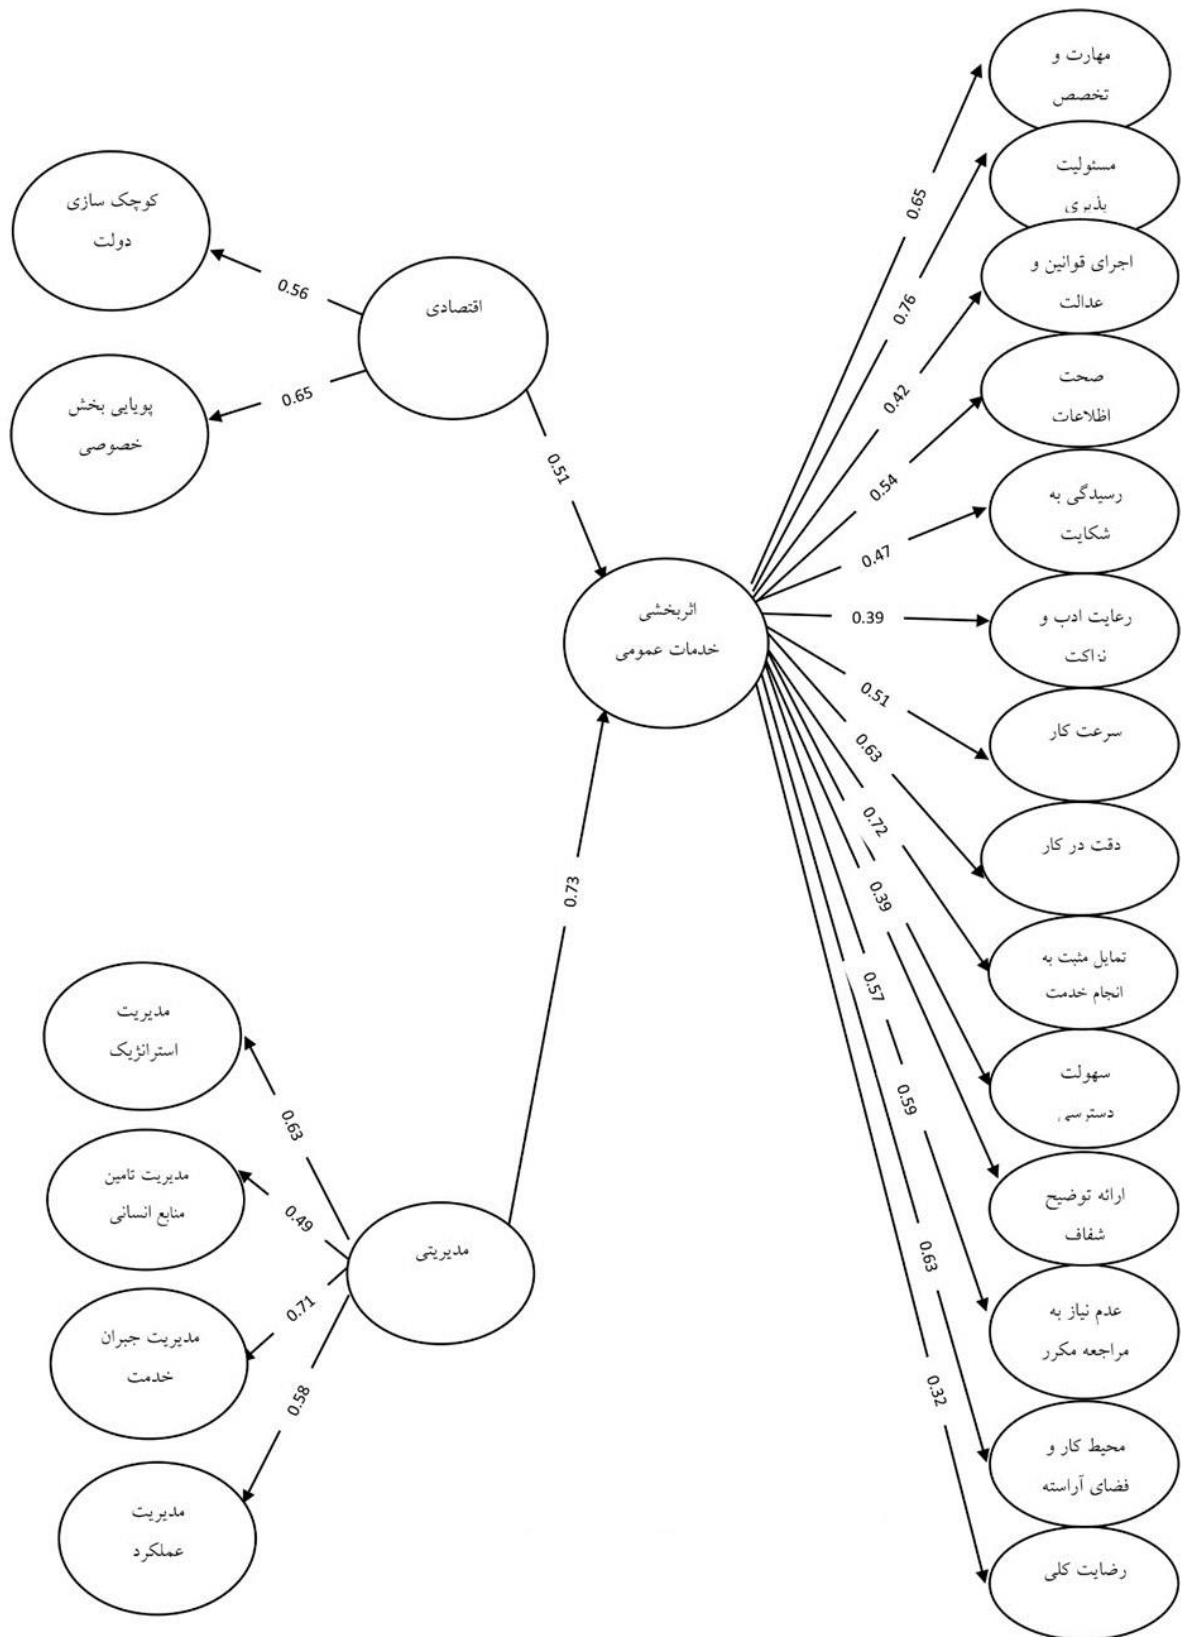 مهارت و
تخصص
مسئولیت
پذیری
اجرای قوانین و
عدالت
صحت
اظلاعات
رسیدگی به
شکایت
رعایت ادب و
نزاکت
سرعت کار
دقت در کار
تمایل مثبت به
انجام خدمت
سهولت
دسترسی
ارائه توضیح
شفاف
عدم نیاز به
مراجعه مکرر
محیط کار و
فضای آراسته
رضایت کلی
0.65
0.76
0.42
0.54
0.47
0.39
0.51
0.63
0.72
0.39
0.57
0.59
0.63
0.32
اثربخشی
خدمات عمومی
اقتصادی
0.51
کوچک سازی
دولت
0.56
پویایی بخش
خصوصی
0.65
مدیریتی
0.73
مدیریت
استرانژیک
0.63
مدیریت تامین
منابع انسانی
0.49
مدیریت جبران
خدمت
0.71
مدیریت
عملکرد
0.58